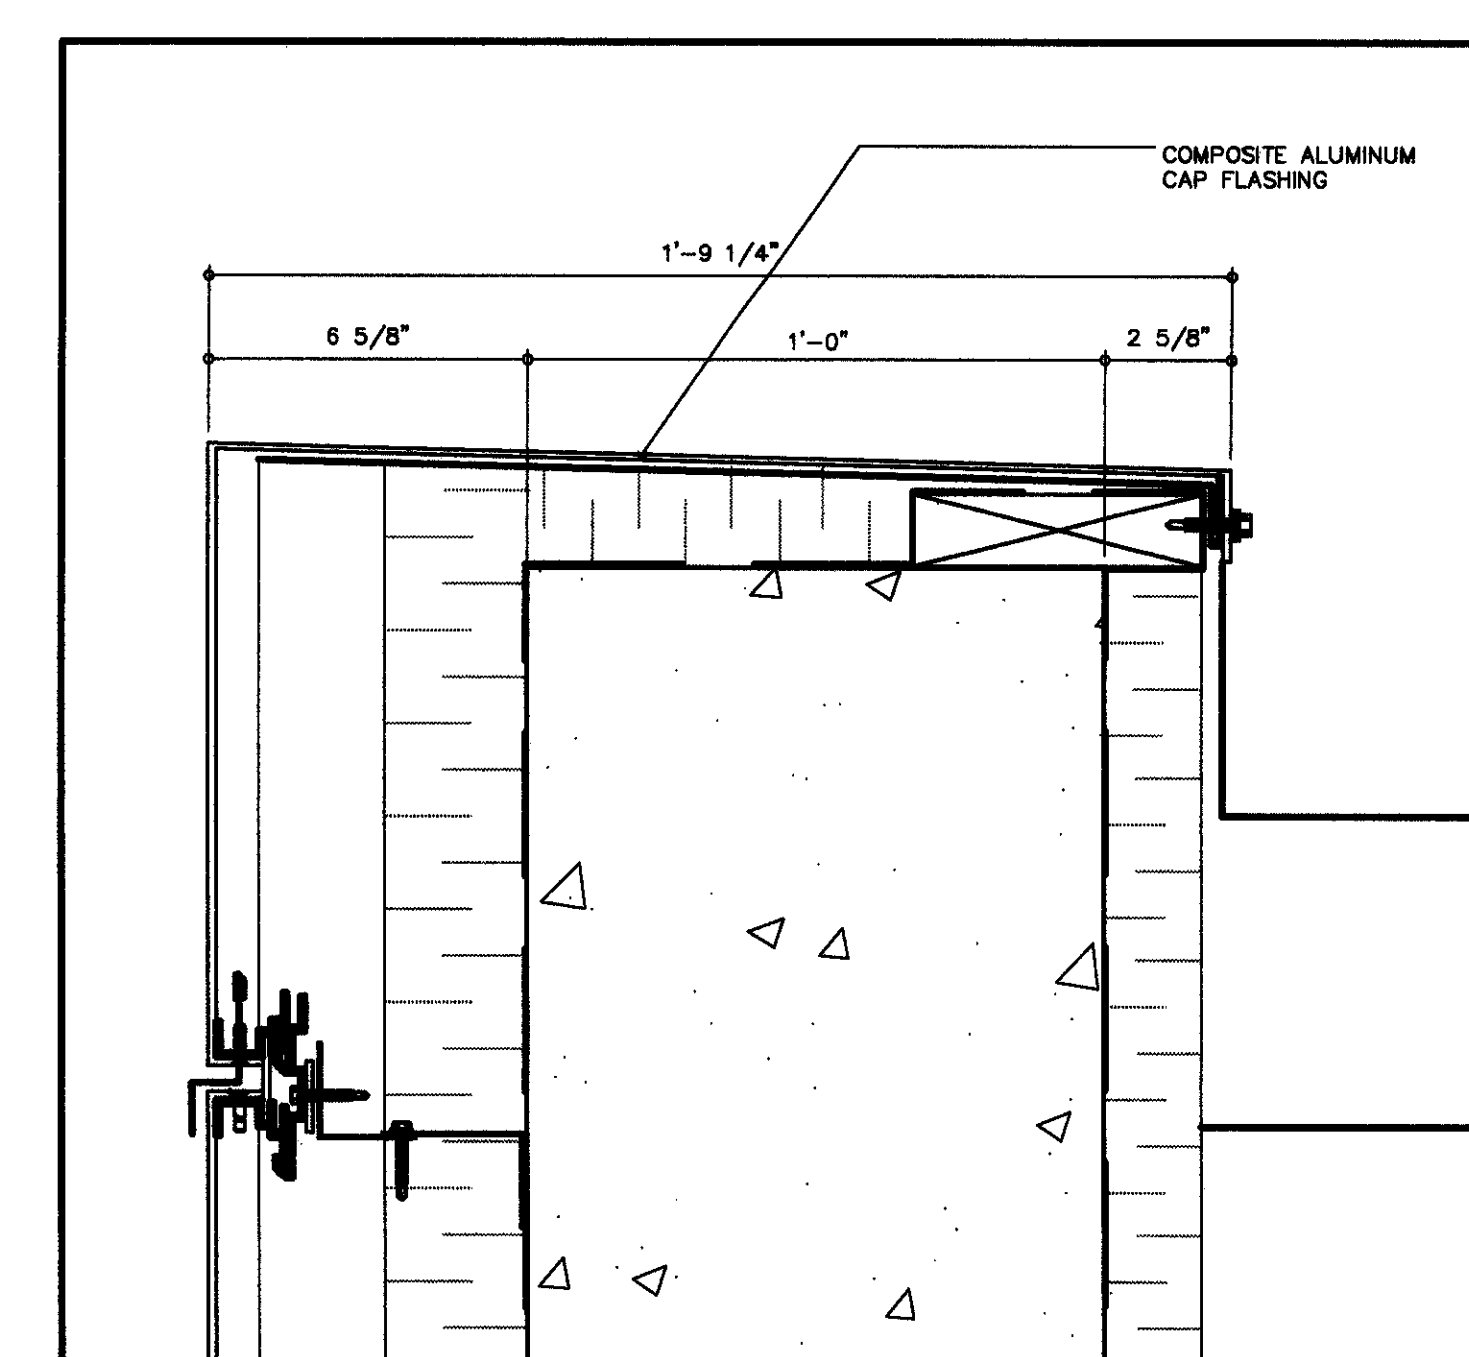 COMPOSITE ALUMINUM
CAP FLASHING
1'-9 1/4"
6 5/8"
1'-0"
2 5/8"